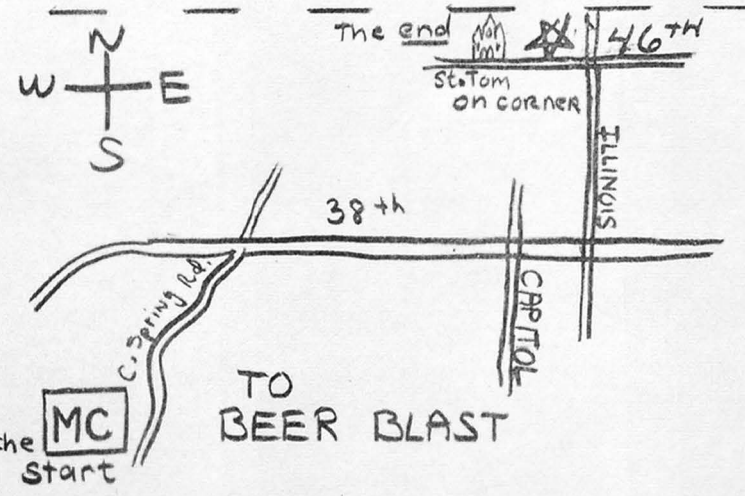 N
W E
S
The end
46TH
St. Tom
ON CORNER
ILLINOIS
38th
C. Spring Rd.
CAPITOL
TO
BEER BLAST
the MC
Start